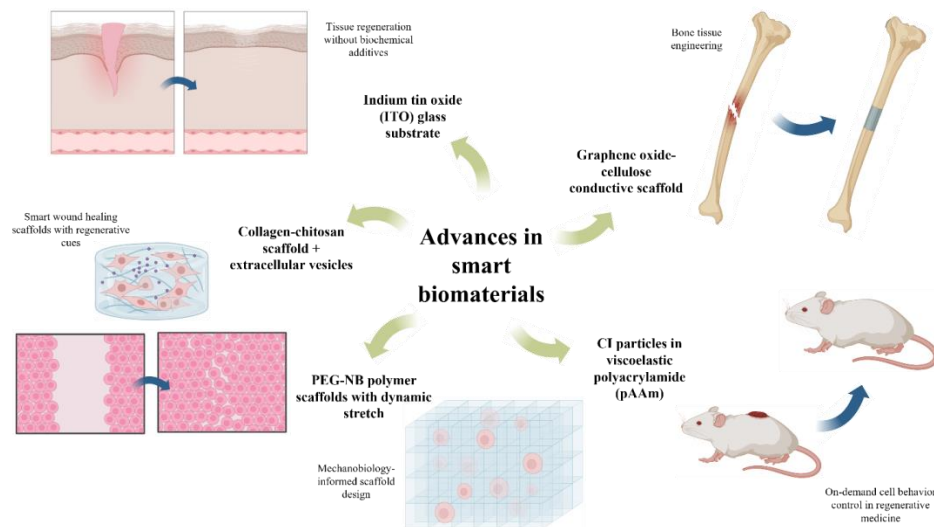 Tissue regeneration
without biochemical
additives
Indium tin oxide
(ITO) glass
substrate
Bone tissue
engineering
Graphene oxide-
cellulose
conductive scaffold
Smart wound healing
scaffolds with regenerative
cues
Collagen-chitosan
scaffold +
extracellular vesicles
Advances in
smart
biomaterials
PEG-NB polymer
scaffolds with dynamic
stretch
Mechanobiology-
informed scaffold
design
CI particles in
viscoelastic
polyacrylamide
(pAAm)
On-demand cell behavior
control in regenerative
medicine